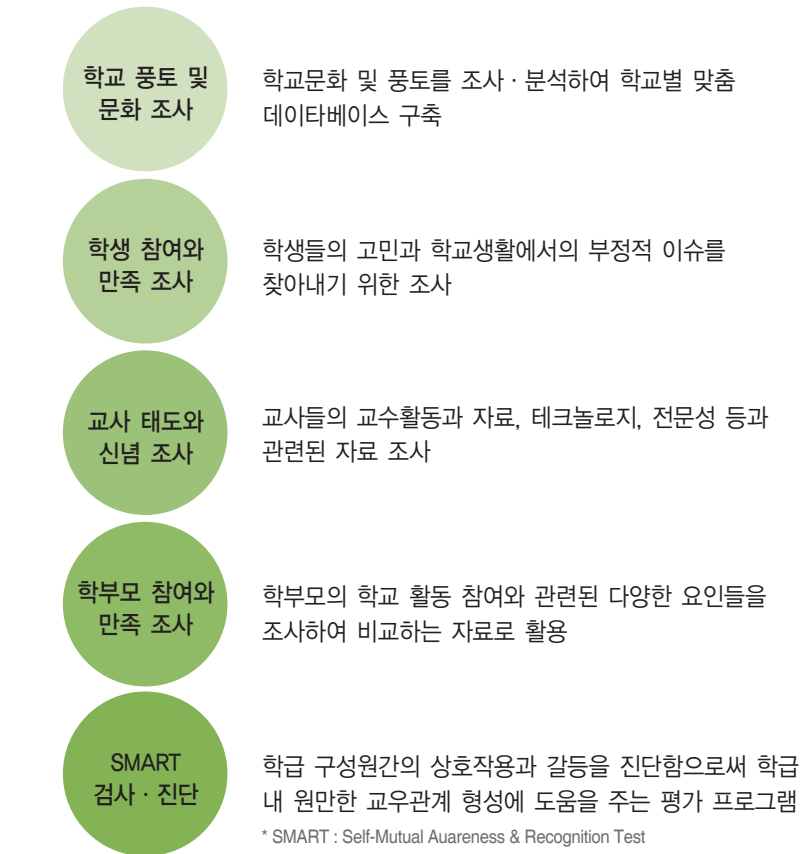 학교 풍토 및
문화 조사
학교문화 및 풍토를 조사 · 분석하여 학교별 맞춤
데이타베이스 구축
학생 참여와
만족 조사
학생들의 고민과 학교생활에서의 부정적 이슈를
찾아내기 위한 조사
교사 태도와
신념 조사
교사들의 교수활동과 자료, 테크놀로지, 전문성 등과
관련된 자료 조사
학부모 참여와
만족 조사
학부모의 학교 활동 참여와 관련된 다양한 요인들을
조사하여 비교하는 자료로 활용
SMART
검사 · 진단
학급 구성원간의 상호작용과 갈등을 진단함으로써 학급
내 원만한 교우관계 형성에 도움을 주는 평가 프로그램
* SMART : Self-Mutual Auareness & Recognition Test